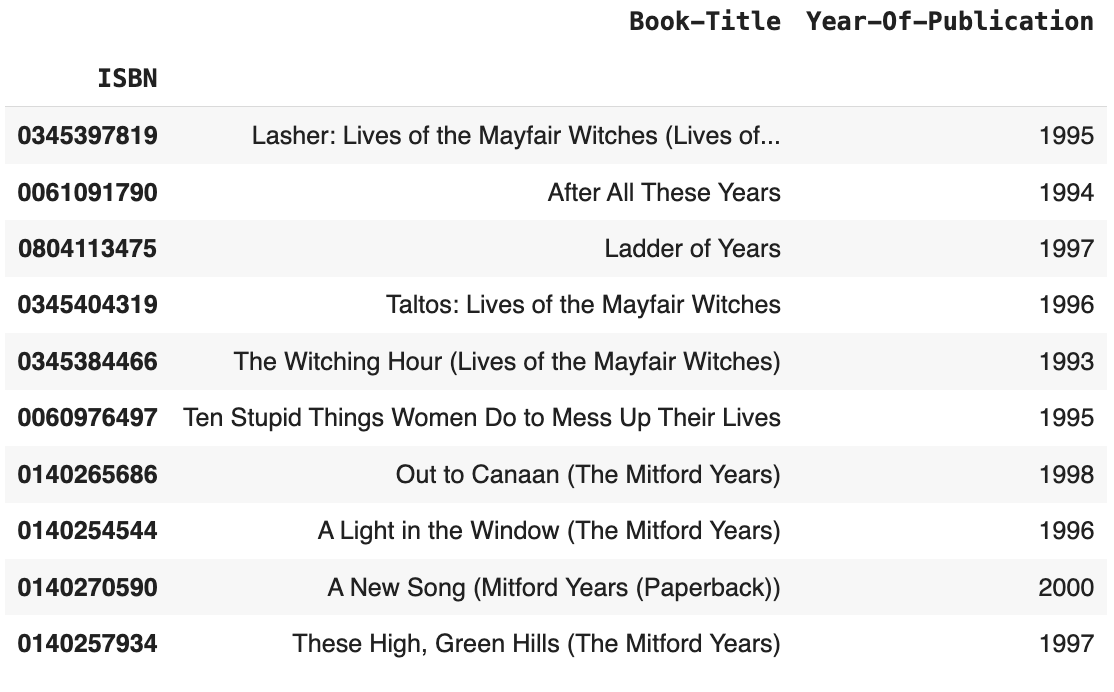 Book-Title Year-Of-Publication
ISBN
0345397819 Lasher: Lives of the Mayfair Witches (Lives of... 1995
0061091790 After All These Years 1994
0804113475 Ladder of Years 1997
0345404319 Taltos: Lives of the Mayfair Witches 1996
0345384466 The Witching Hour (Lives of the Mayfair Witches) 1993
0060976497 Ten Stupid Things Women Do to Mess Up Their Lives 1995
0140265686 Out to Canaan (The Mitford Years) 1998
0140254544 A Light in the Window (The Mitford Years) 1996
0140270590 A New Song (Mitford Years (Paperback)) 2000
0140257934 These High, Green Hills (The Mitford Years) 1997